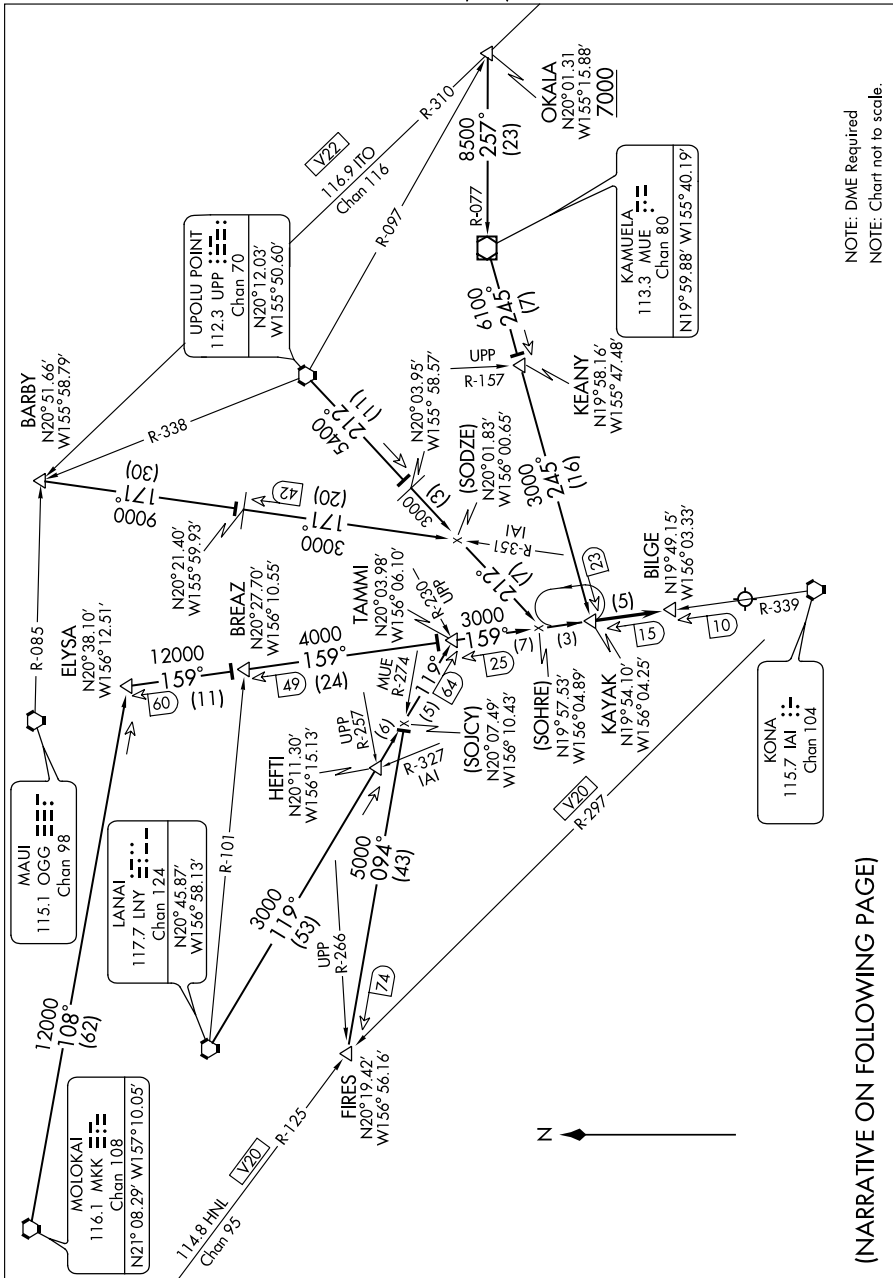 MOLOKAI
116.1 MKK
Chan 108
N21° 08.29' W157° 10.05'
12000
108°
(62)
MAUI
115.1 OGG
Chan 98
R-085
BARBY
N20° 51.66'
W155° 58.79'
ELYSA
N20° 38.10'
W156° 12.51'
60
12000
159°
(11)
LANAI
117.7 LNY
Chan 124
N20° 45.87'
W156° 58.13'
R-101
9000
171°
(30)
R-338
V22
116.9 ITO
Chan 116
R-310
UPOLU POINT
112.3 UPP
Chan 70
N20° 12.03'
W155° 50.60'
R-097
N20° 21.40'
W155° 59.93'
42
3000
171°
(20)
BREAZ
N20° 27.70'
W156° 10.55'
49
4000
159°
(24)
5400
212°
(11)
N20° 03.95'
W155° 58.57'
3000
(3)
(SODZE)
N20° 01.83'
W156° 00.65'
R-351
IAI
212°
(7)
OKALA
N20° 01.31
W155° 15.88'
7000
8500
257°
(23)
R-077
KAMUELA
113.3 MUE
Chan 80
N19° 59.88' W155° 40.19'
6100
245°
(7)
UPP
R-157
KEANY
N19° 58.16'
W155° 47.48'
3000
245°
(16)
3000
119°
(53)
HEFTI
N20° 11.30'
W156° 15.13'
UPP
R-257
R-327
IAI
(6)
MUE
R-274
119°
(5)
64
TAMMI
N20° 03.98'
W156° 06.10'
R-230
UPP
25
3000
159°
(7)
(SOJCY)
N20° 07.49'
W156° 10.43'
(SOHRE)
N19° 57.53'
W156° 04.89'
(3)
23
KAYAK
N19° 54.10'
W156° 04.25'
15
(5)
BILGE
N19° 49.15'
W156° 03.33'
10
R-339
KONA
115.7 IAI
Chan 104
5000
094°
(43)
UPP
R-266
74
FIRES
N20° 19.42'
W156° 56.16'
V20
R-297
114.8 HNL
Chan 95
V20
R-125
N
NOTE: DME Required
NOTE: Chart not to scale.
(NARRATIVE ON FOLLOWING PAGE)